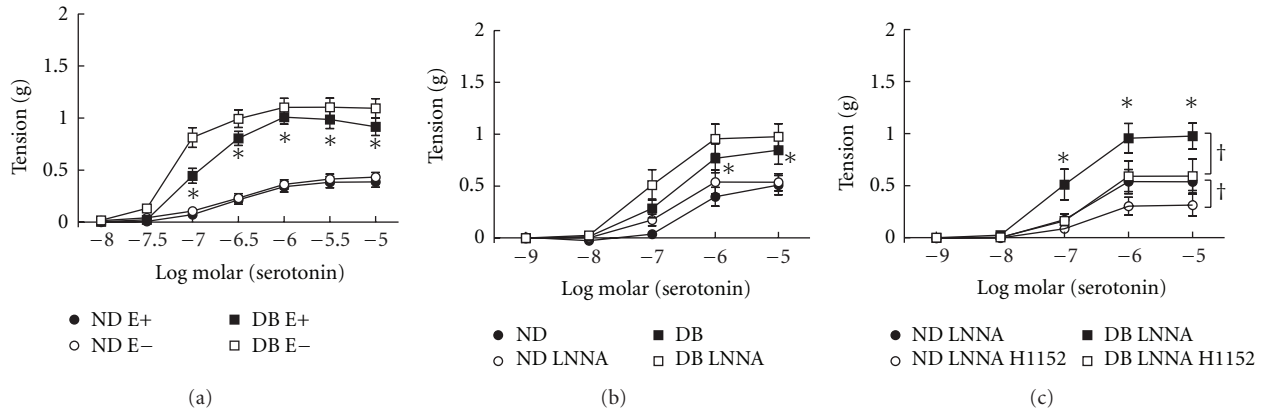 2
1.5
1
0.5
0
Tension (g)
−8 −7.5 −7 −6.5 −6 −5.5 −5
Log molar (serotonin)
* * * * *
ND E+ DB E+
ND E− DB E−
(a)
2
1.5
1
0.5
0
Tension (g)
−9 −8 −7 −6 −5
Log molar (serotonin)
* *
ND DB
ND LNNA DB LNNA
(b)
2
1.5
1
0.5
0
Tension (g)
−9 −8 −7 −6 −5
Log molar (serotonin)
* * *
†
†
ND LNNA DB LNNA
ND LNNA H1152 DB LNNA H1152
(c)